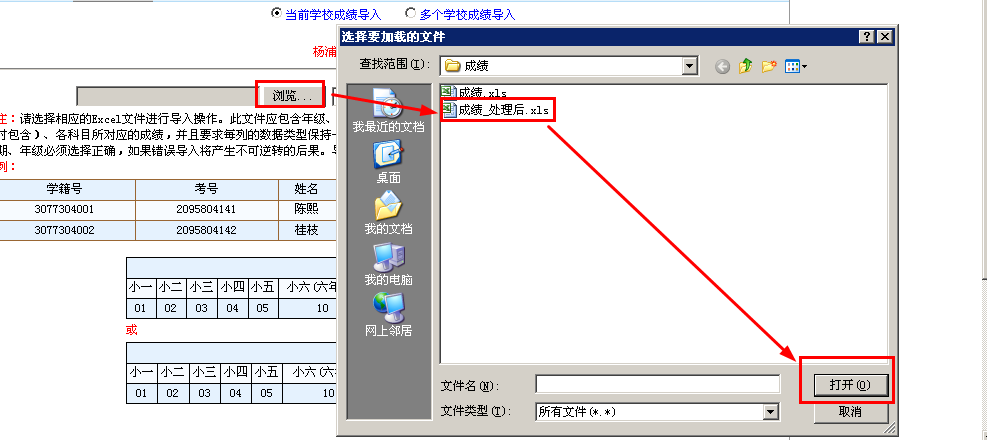 当前学校成绩导入 多个学校成绩导入
杨浦
浏览...
注：请选择相应的Excel文件进行导入操作。此文件应包含年级、
时包含）、各科目所对应的成绩，并且要求每列的数据类型保持一
期、年级必须选择正确，如果错误导入将产生不可逆转的后果。
例：
学籍号 考号 姓名
3077304001 2095804141 陈熙
3077304002 2095804142 桂枝
小一 小二 小三 小四 小五 小六(六年
01 02 03 04 05 10
或
小一 小二 小三 小四 小五 小六(六年
01 02 03 04 05 10
选择要加载的文件
查找范围(I): 成绩
我最近的文档
桌面
我的文档
我的电脑
网上邻居
成绩.xls
成绩_处理后.xls
文件名(N): 打开(O)
文件类型(T): 所有文件(*.*) 取消